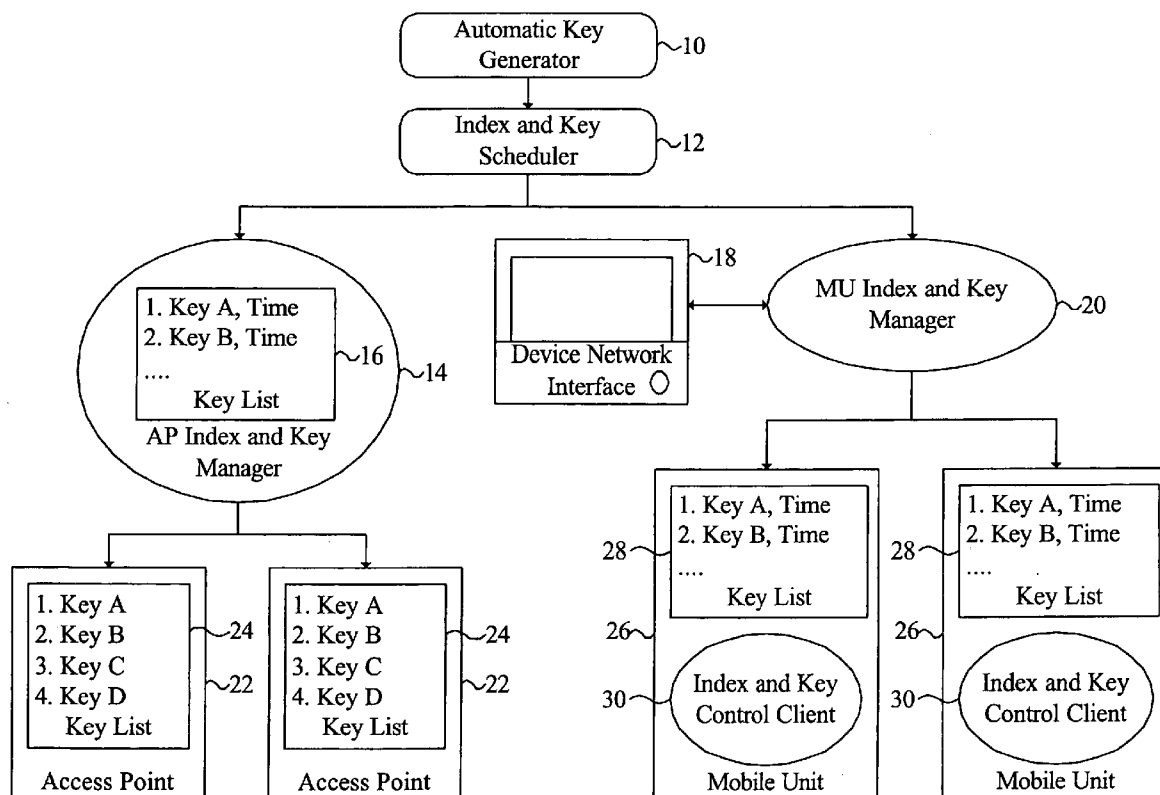 Automatic Key
Generator
10
Index and Key
Scheduler
12
1. Key A, Time
2. Key B, Time
....
Key List
16
14
AP Index and Key
Manager
18
Device Network
Interface
MU Index and Key
Manager
20
1. Key A
2. Key B
3. Key C
4. Key D
Key List
24
22
Access Point
1. Key A
2. Key B
3. Key C
4. Key D
Key List
24
22
Access Point
1. Key A, Time
2. Key B, Time
....
Key List
28
26
Index and Key
Control Client
30
Mobile Unit
1. Key A, Time
2. Key B, Time
....
Key List
28
26
Index and Key
Control Client
30
Mobile Unit